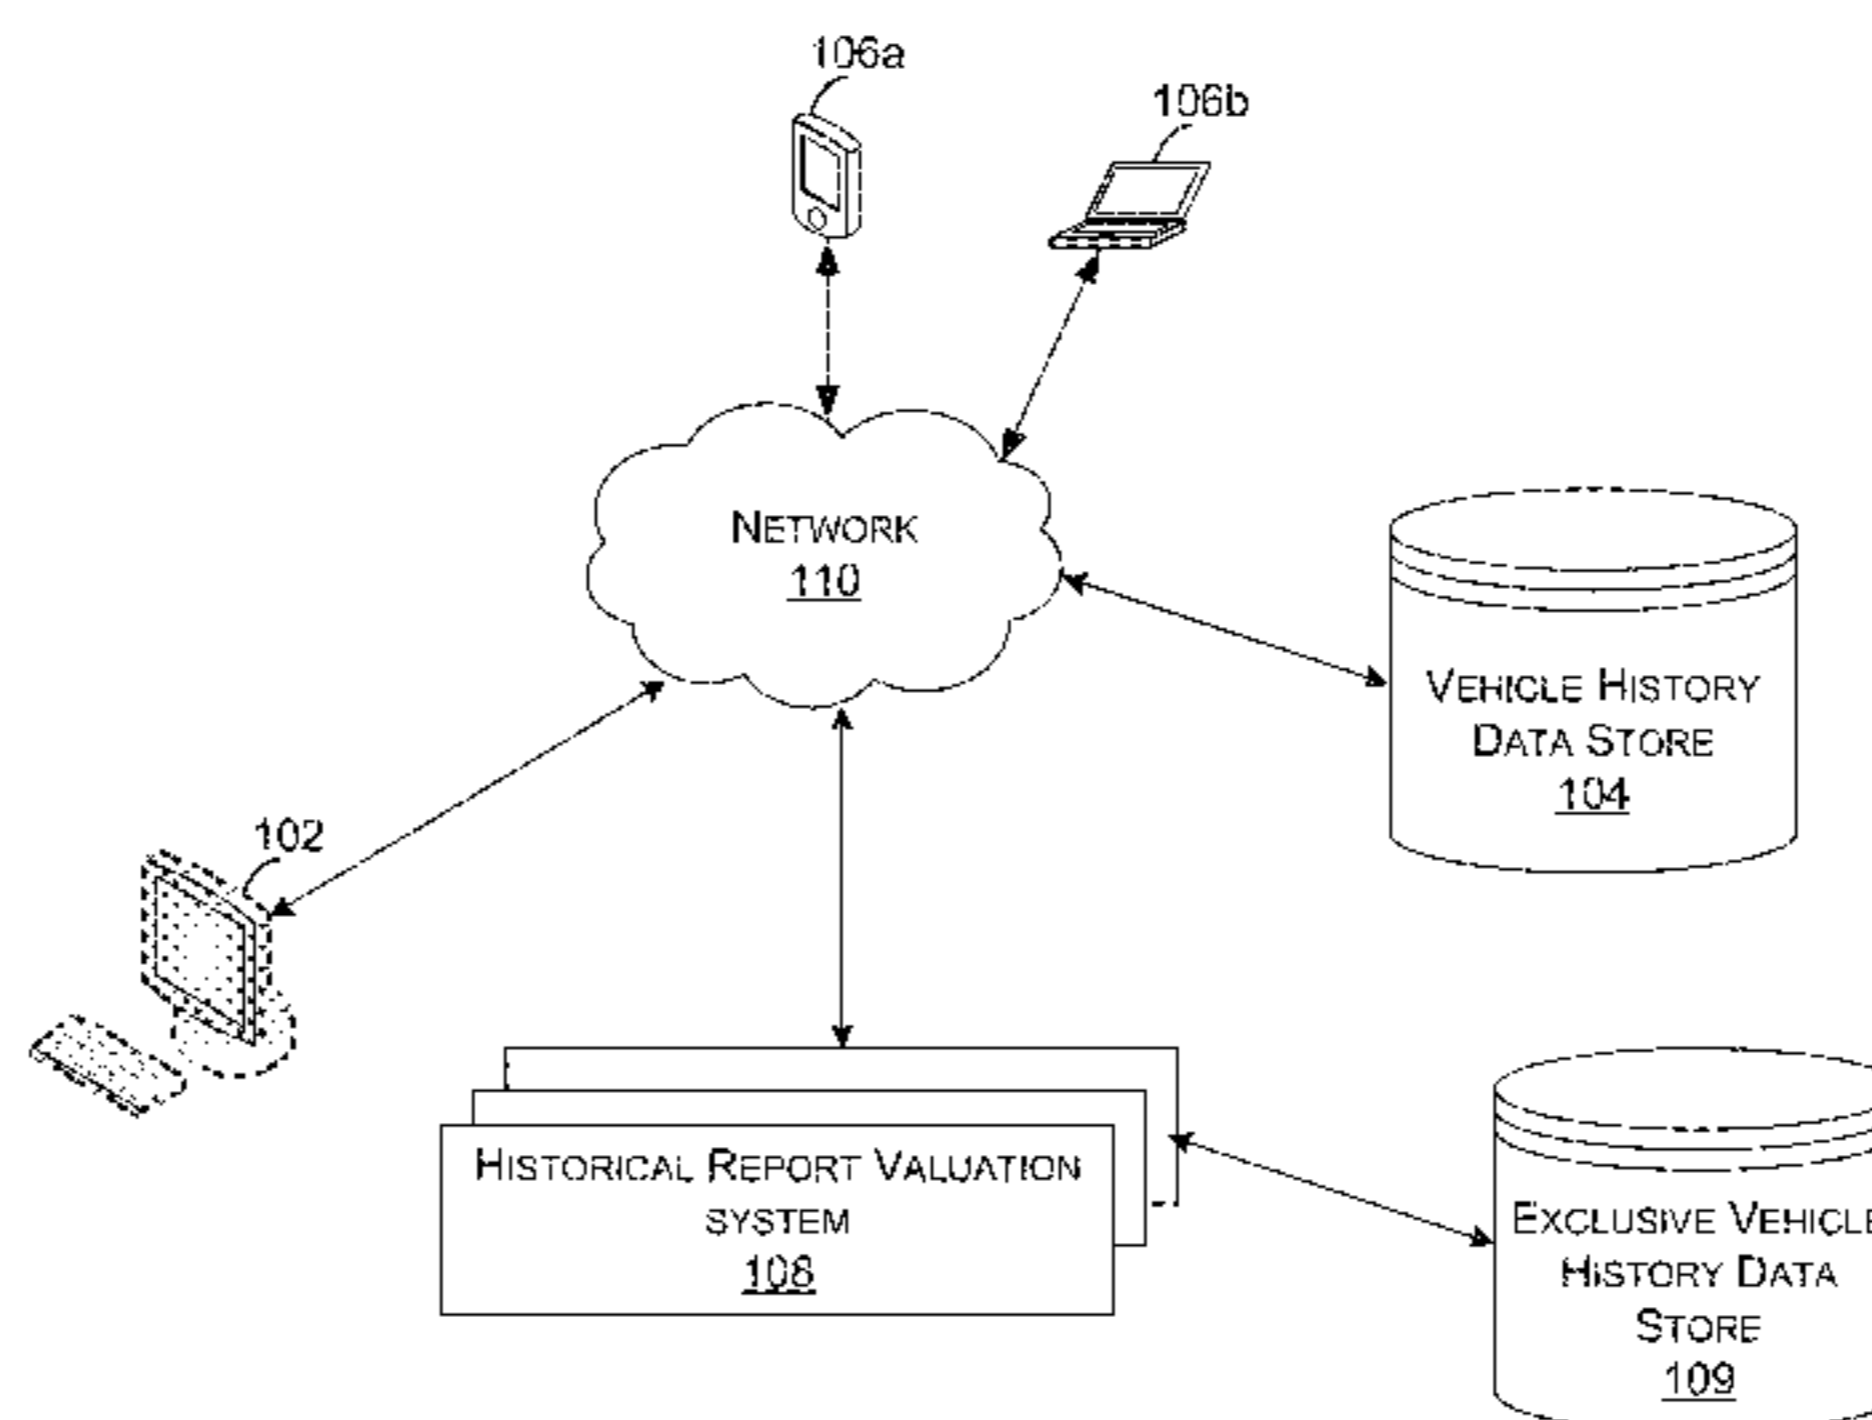 106a
106b
NETWORK
110
VEHICLE HISTORY
DATA STORE
104
102
HISTORICAL REPORT VALUATION
SYSTEM
108
EXCLUSIVE VEHICLE
HISTORY DATA
STORE
109